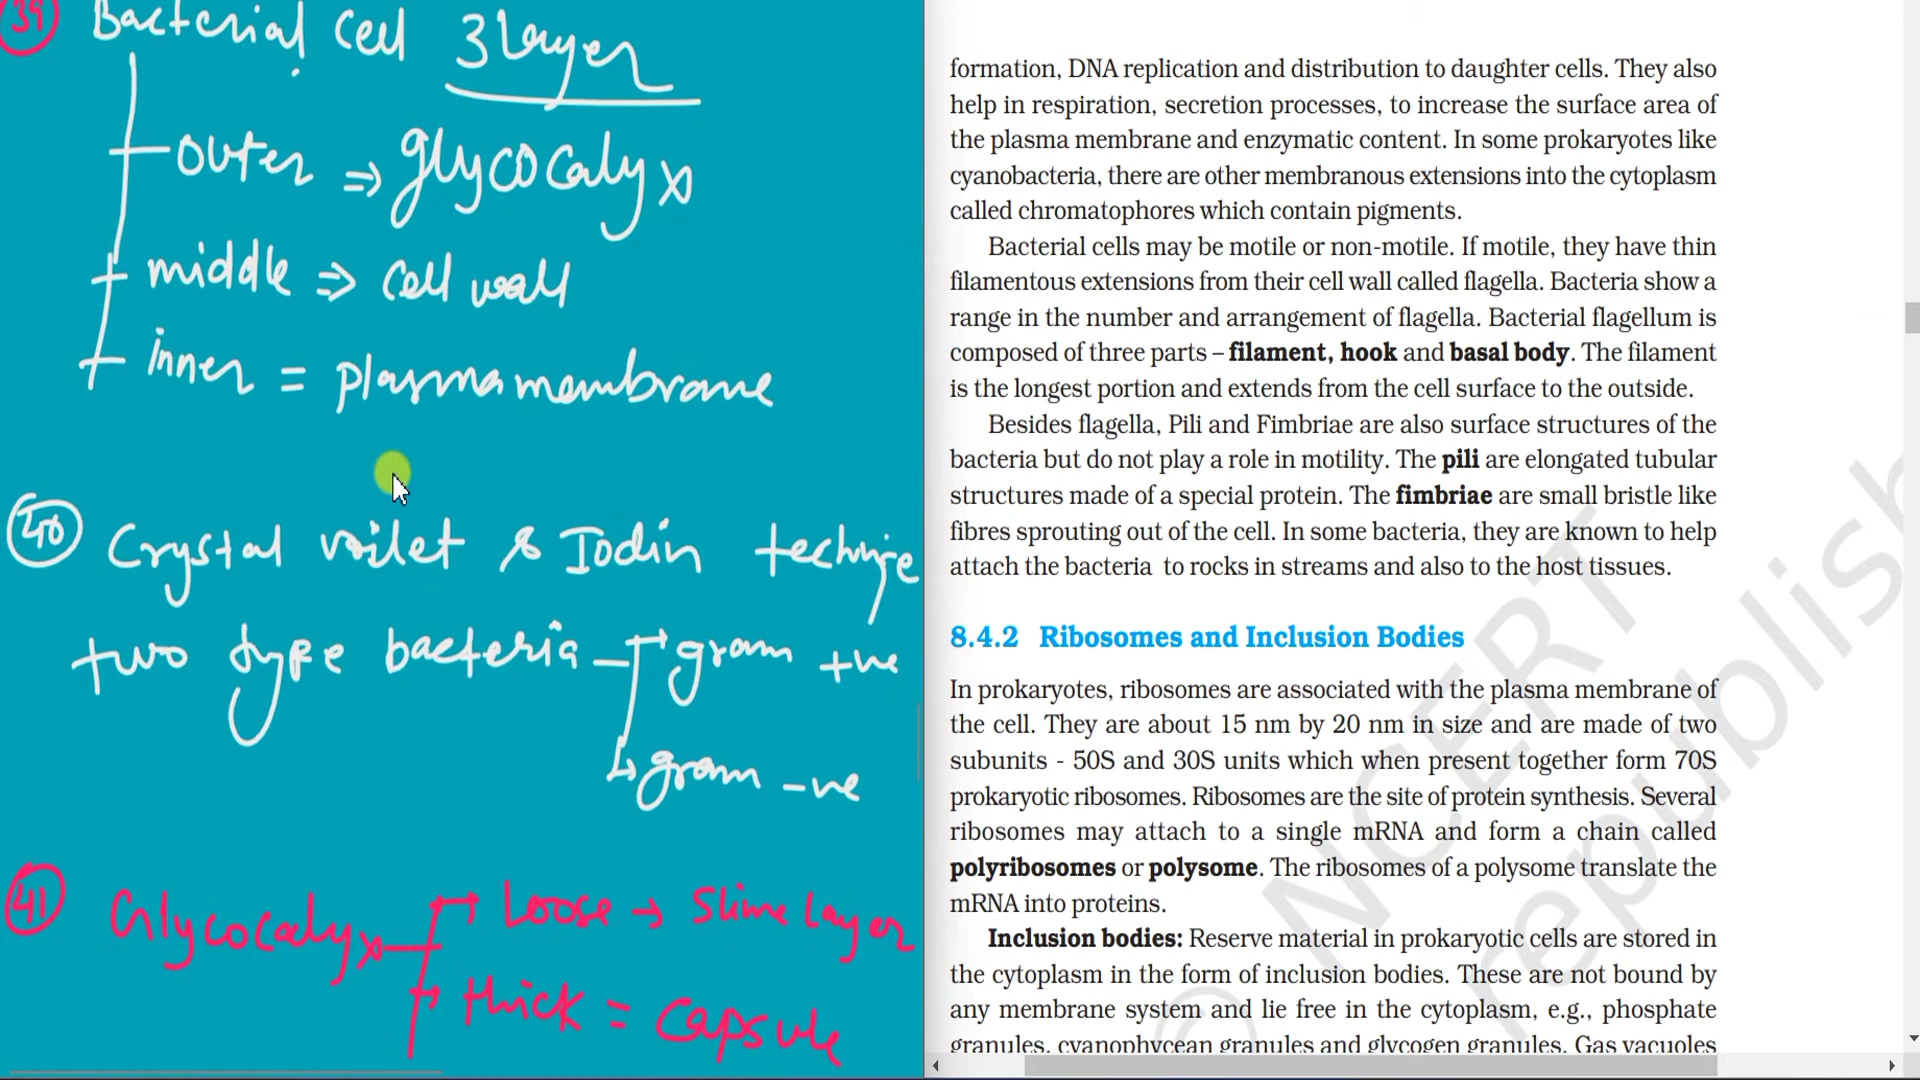 39 Bacterial cell 3 layer
outer ⇒ glycocalyx
middle ⇒ cell wall
inner = plasma membrane
40 Crystal voilet & Iodin
two type bacteria gram +ve
gram -ve
41 Glycocalyx Loose → Slime layer
thick = capsule
formation, DNA replication and distribution to daughter cells. They also
help in respiration, secretion processes, to increase the surface area of
the plasma membrane and enzymatic content. In some prokaryotes like
cyanobacteria, there are other membranous extensions into the cytoplasm
called chromatophores which contain pigments.
Bacterial cells may be motile or non-motile. If motile, they have thin
filamentous extensions from their cell wall called flagella. Bacteria show a
range in the number and arrangement of flagella. Bacterial flagellum is
composed of three parts – filament, hook and basal body. The filament
is the longest portion and extends from the cell surface to the outside.
Besides flagella, Pili and Fimbriae are also surface structures of the
bacteria but do not play a role in motility. The pili are elongated tubular
structures made of a special protein. The fimbriae are small bristle like
fibres sprouting out of the cell. In some bacteria, they are known to help
attach the bacteria to rocks in streams and also to the host tissues.
8.4.2 Ribosomes and Inclusion Bodies
In prokaryotes, ribosomes are associated with the plasma membrane of
the cell. They are about 15 nm by 20 nm in size and are made of two
subunits - 50S and 30S units which when present together form 70S
prokaryotic ribosomes. Ribosomes are the site of protein synthesis. Several
ribosomes may attach to a single mRNA and form a chain called
polyribosomes or polysome. The ribosomes of a polysome translate the
mRNA into proteins.
Inclusion bodies: Reserve material in prokaryotic cells are stored in
the cytoplasm in the form of inclusion bodies. These are not bound by
any membrane system and lie free in the cytoplasm, e.g., phosphate
granules, cyanophycean granules and glycogen granules. Gas vacuoles
© NCERT
republish